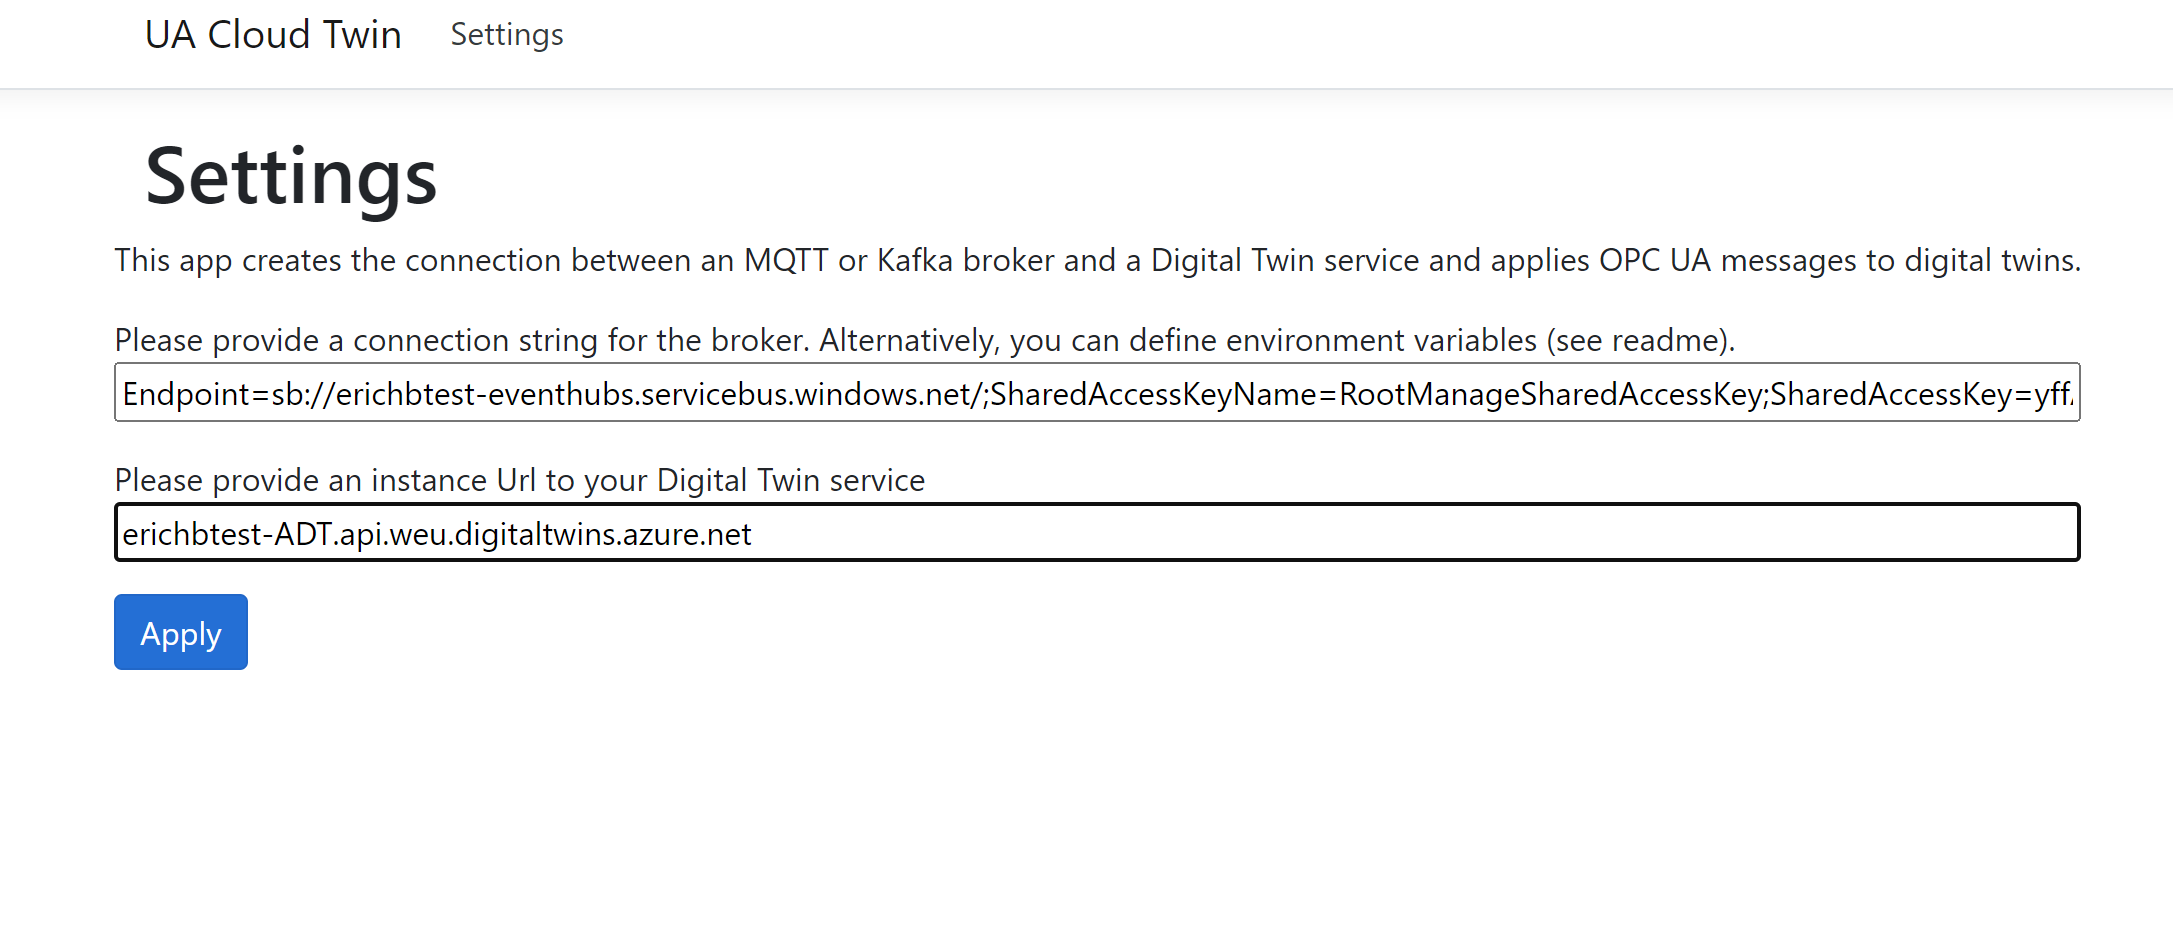 UA Cloud Twin Settings
Settings
This app creates the connection between an MQTT or Kafka broker and a Digital Twin service and applies OPC UA messages to digital twins.
Please provide a connection string for the broker. Alternatively, you can define environment variables (see readme).
Endpoint=sb://erichbtest-eventhubs.servicebus.windows.net/;SharedAccessKeyName=RootManageSharedAccessKey;SharedAccessKey=yff
Please provide an instance Url to your Digital Twin service
erichbtest-ADT.api.weu.digitaltwins.azure.net
Apply